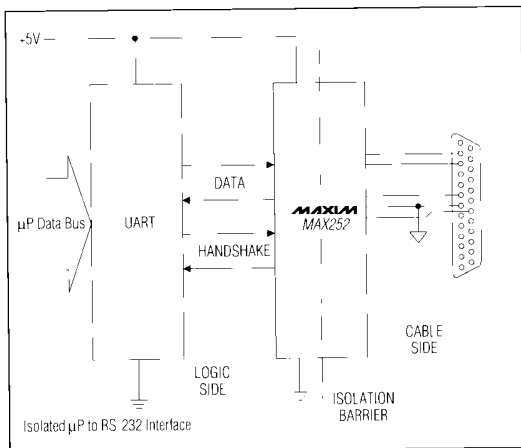 +5V
DATA
MAXIM
MAX252
µP Data Bus
UART
HANDSHAKE
CABLE
SIDE
LOGIC
SIDE
ISOLATION
BARRIER
Isolated µP to RS 232 Interface